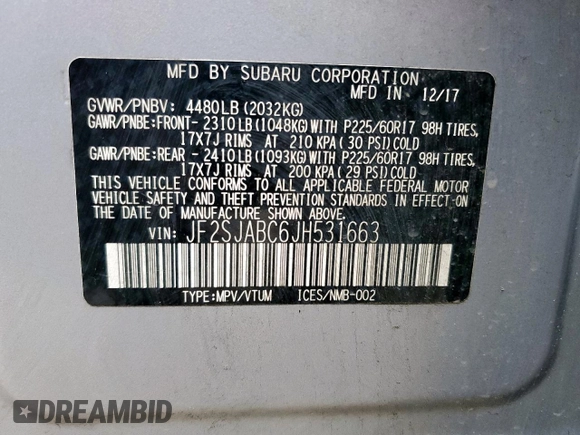 MFD BY SUBARU CORPORATION
MFD IN 12/17
GVWR/PNBV: 4480LB (2032KG)
GAWR/PNBE:FRONT- 2310LB(1048KG)WITH P225/60R17 98H TIRES,
17X7J RIMS AT 210 KPA ( 30 PSI)COLD
GAWR/PNBE:REAR - 2410LB(1093KG)WITH P225/60R17 98H TIRES,
17X7J RIMS AT 200 KPA ( 29 PSI)COLD
THIS VEHICLE CONFORMS TO ALL APPLICABLE FEDERAL MOTOR
VEHICLE SAFETY AND THEFT PREVENTION STANDARDS IN EFFECT
ON THE DATE OF MANUFACTURE SHOWN ABOVE.
VIN: JF2SJABC6JH531663
TYPE:MPV/VTUM ICES/NMB-002
DREAMBID